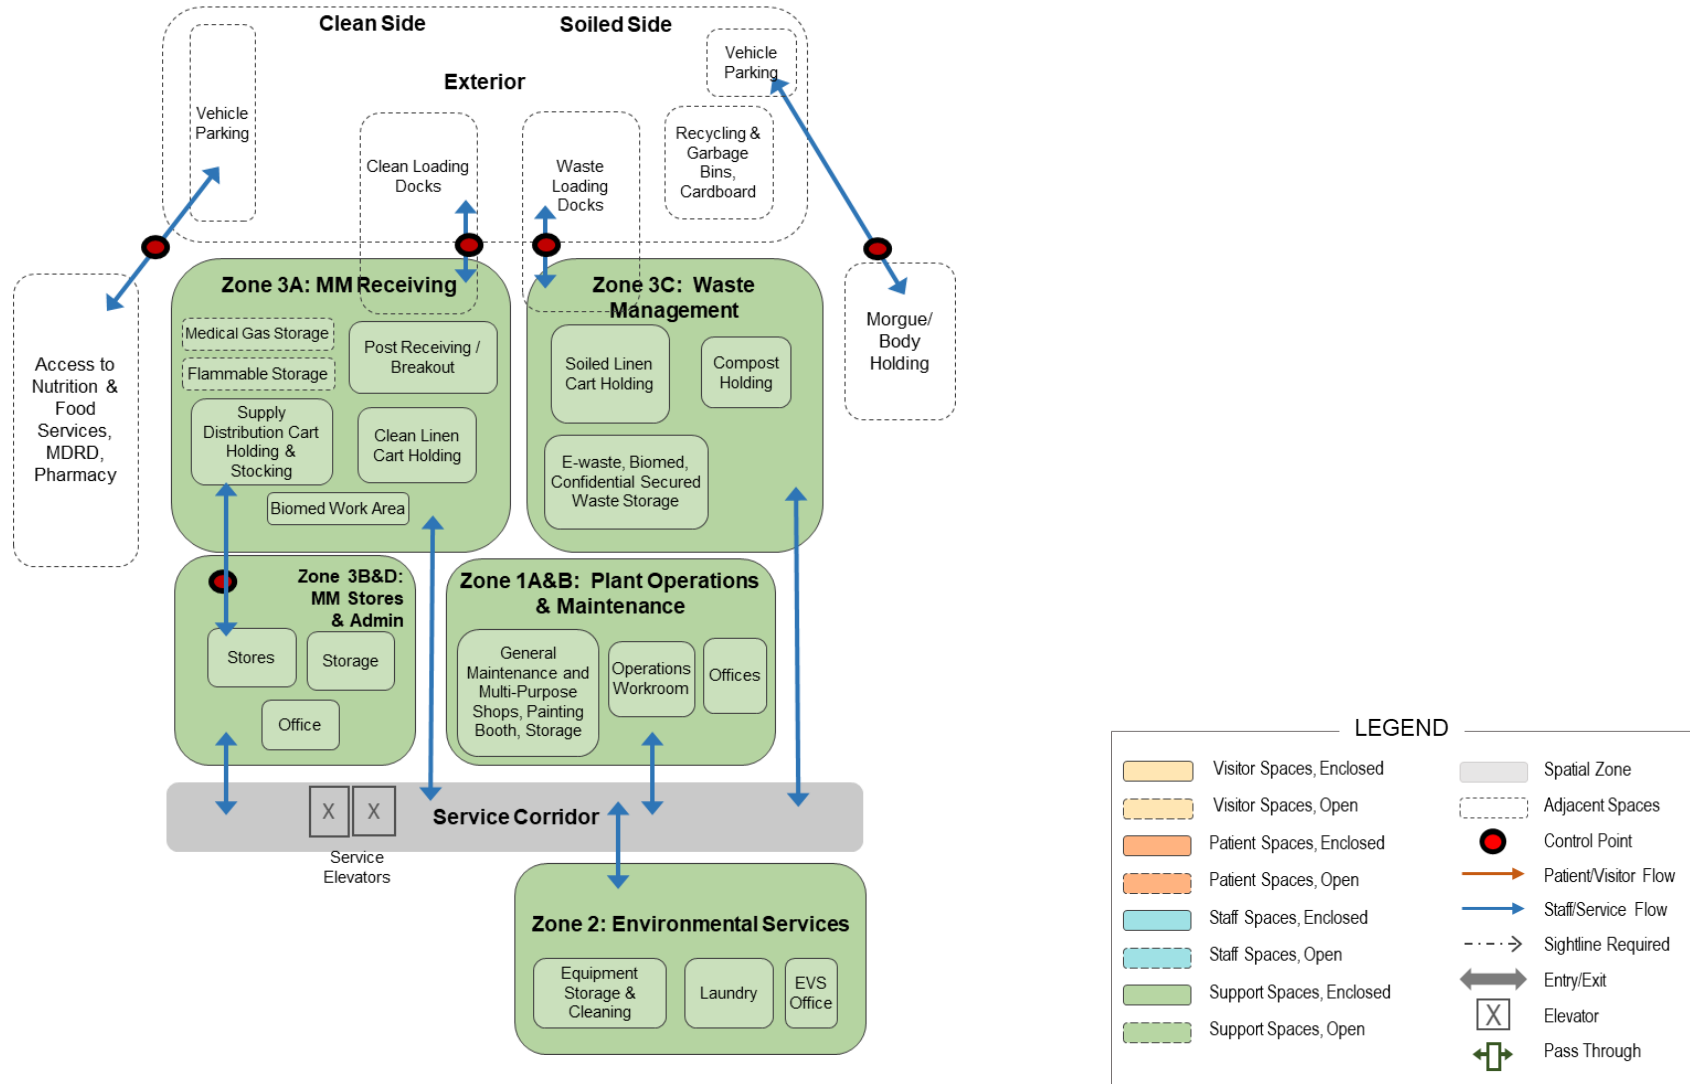 Clean Side
Soiled Side
Exterior
Vehicle
Parking
Vehicle
Parking
Clean Loading
Docks
Waste
Loading
Docks
Recycling &
Garbage
Bins,
Cardboard
Access to
Nutrition &
Food
Services,
MDRD,
Pharmacy
Zone 3A: MM Receiving
Medical Gas Storage
Flammable Storage
Post Receiving /
Breakout
Supply
Distribution Cart
Holding &
Stocking
Clean Linen
Cart Holding
Biomed Work Area
Zone 3C:  Waste
Management
Soiled Linen
Cart Holding
Compost
Holding
E-waste, Biomed,
Confidential Secured
Waste Storage
Morgue/
Body
Holding
Zone 3B&D:
MM Stores
& Admin
Stores
Storage
Office
Zone 1A&B:  Plant Operations
& Maintenance
General
Maintenance and
Multi-Purpose
Shops, Painting
Booth, Storage
Operations
Workroom
Offices
X
X
Service Corridor
Service
Elevators
Zone 2: Environmental Services
Equipment
Storage &
Cleaning
Laundry
EVS
Office
LEGEND
Visitor Spaces, Enclosed
Visitor Spaces, Open
Patient Spaces, Enclosed
Patient Spaces, Open
Staff Spaces, Enclosed
Staff Spaces, Open
Support Spaces, Enclosed
Support Spaces, Open
Spatial Zone
Adjacent Spaces
Control Point
Patient/Visitor Flow
Staff/Service Flow
Sightline Required
Entry/Exit
X
Elevator
Pass Through